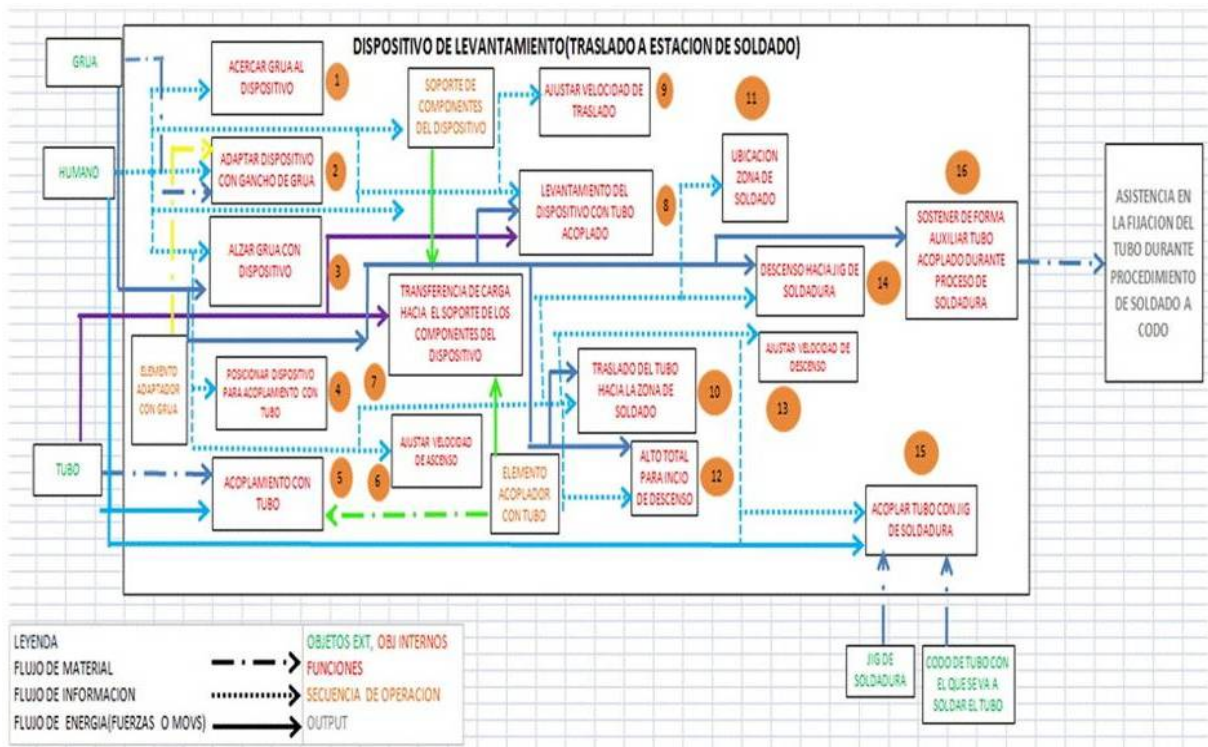 DISPOSITIVO DE LEVANTAMIENTO(TRASLADO A ESTACION DE SOLDADO)
GRUA
HUMANO
TUBO
ACERCAR GRUA AL
DISPOSITIVO
1
ADAPTAR DISPOSITIVO
CON GANCHO DE GRUA
2
ALZAR GRUA CON
DISPOSITIVO
3
ELEMENTO
ADAPTADOR
CON GRUA
POSICIONAR DISPOSITIVO
PARA ACOPLAMIENTO CON
TUBO
4
ACOPLAMIENTO CON
TUBO
5
6
AJUSTAR VELOCIDAD
DE ASCENSO
7
TRANSFERENCIA DE CARGA
HACIA EL SOPORTE DE LOS
COMPONENTES DEL
DISPOSITIVO
SOPORTE DE
COMPONENTES
DEL DISPOSITIVO
ELEMENTO
ACOPLADOR
CON TUBO
LEVANTAMIENTO DEL
DISPOSITIVO CON TUBO
ACOPLADO
8
AJUSTAR VELOCIDAD DE
TRASLADO
9
TRASLADO DEL TUBO
HACIA LA ZONA DE
SOLDADO
10
11
UBICACION
ZONA DE
SOLDADO
ALTO TOTAL
PARA INCIO
DE DESCENSO
12
AJUSTAR VELOCIDAD DE
DESCENSO
13
DESCENSO HACIA JIG DE
SOLDADURA
14
15
ACOPLAR TUBO CON JIG
DE SOLDADURA
16
SOSTENER DE FORMA
AUXILIAR TUBO
ACOPLADO DURANTE
PROCESO DE
SOLDADURA
ASISTENCIA EN
LA FIJACION DEL
TUBO DURANTE
PROCEDIMIENTO
DE SOLDADO A
CODO
JIG DE
SOLDADURA
CODO DE TUBO CON
EL QUE SE VA A
SOLDAR EL TUBO
LEYENDA
FLUJO DE MATERIAL
FLUJO DE INFORMACION
FLUJO DE ENERGIA(FUERZAS O MOVS)
OBJETOS EXT, OBJ INTERNOS
FUNCIONES
SECUENCIA DE OPERACION
OUTPUT